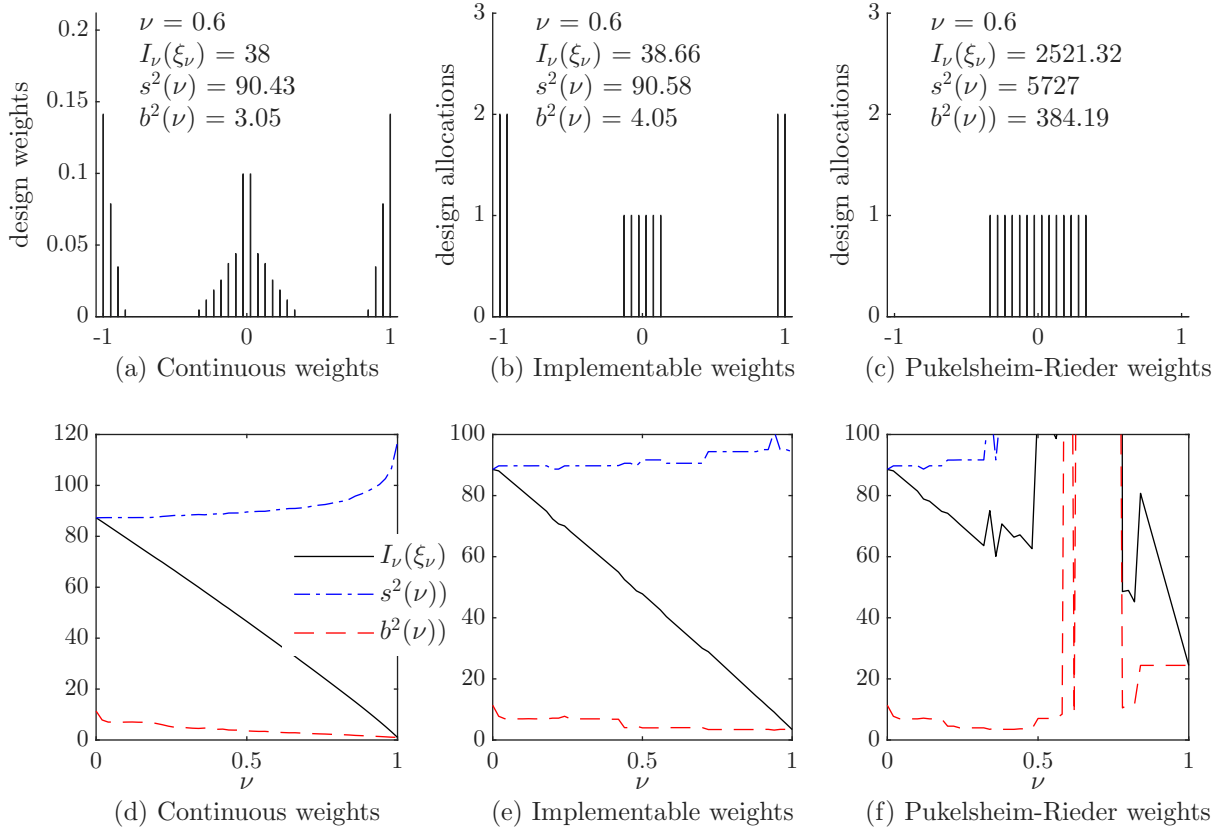 ν = 0.6
I_ν(ξ_ν) = 38
s²(ν) = 90.43
b²(ν) = 3.05
design weights
0.2
0.15
0.1
0.05
0
-1 0 1
(a) Continuous weights
ν = 0.6
I_ν(ξ_ν) = 38.66
s²(ν) = 90.58
b²(ν) = 4.05
design allocations
3
2
1
0
-1 0 1
(b) Implementable weights
ν = 0.6
I_ν(ξ_ν) = 2521.32
s²(ν) = 5727
b²(ν)) = 384.19
design allocations
3
2
1
0
-1 0 1
(c) Pukelsheim-Rieder weights
120
100
80
60
40
20
0
0 0.5 1
ν
(d) Continuous weights
I_ν(ξ_ν)
s²(ν))
b²(ν))
100
80
60
40
20
0
0 0.5 1
ν
(e) Implementable weights
100
80
60
40
20
0
0 0.5 1
ν
(f) Pukelsheim-Rieder weights